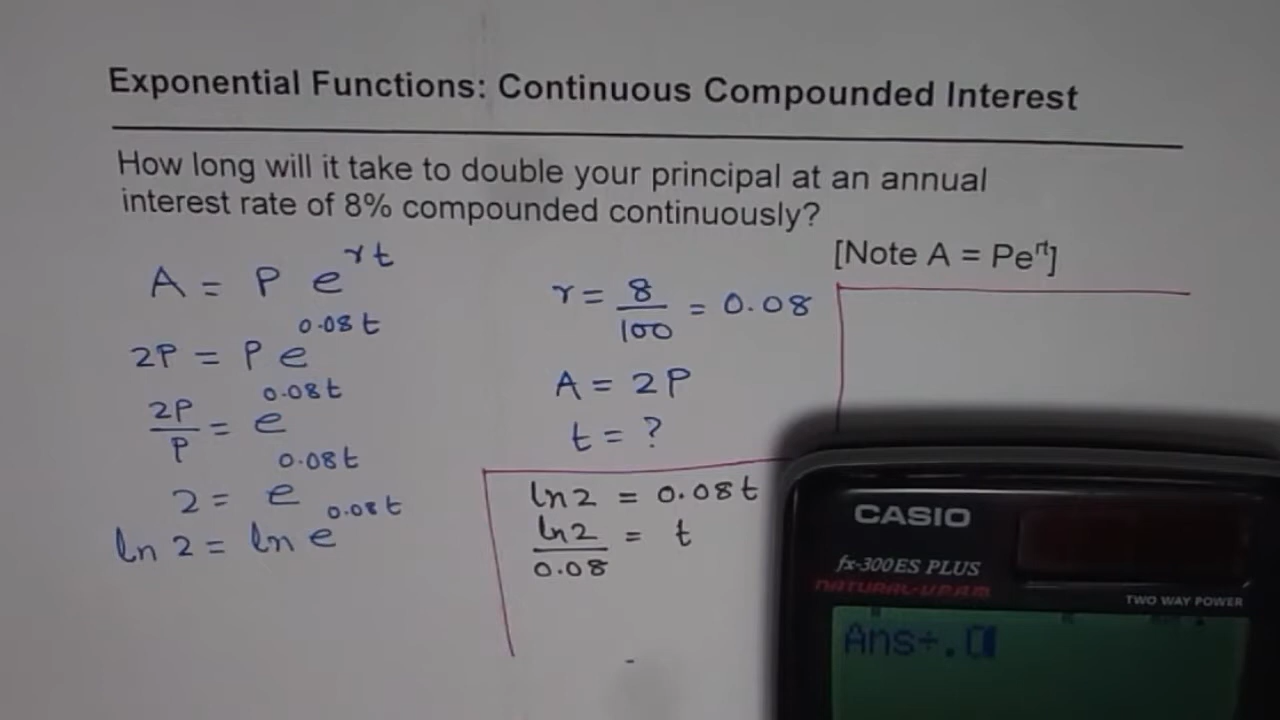 Exponential Functions: Continuous Compounded Interest
How long will it take to double your principal at an annual
interest rate of 8% compounded continuously?
[Note A = Pe^rt]
A = P e^rt
2P = P e^0.08t
2P/P = e^0.08t
2 = e^0.08t
ln 2 = ln e^0.08t
r = 8/100 = 0.08
A = 2P
t = ?
ln 2 = 0.08t
ln 2/0.08 = t
CASIO
fx-300ES PLUS
NATURAL-V.P.A.M.
TWO WAY POWER
Ans÷.0